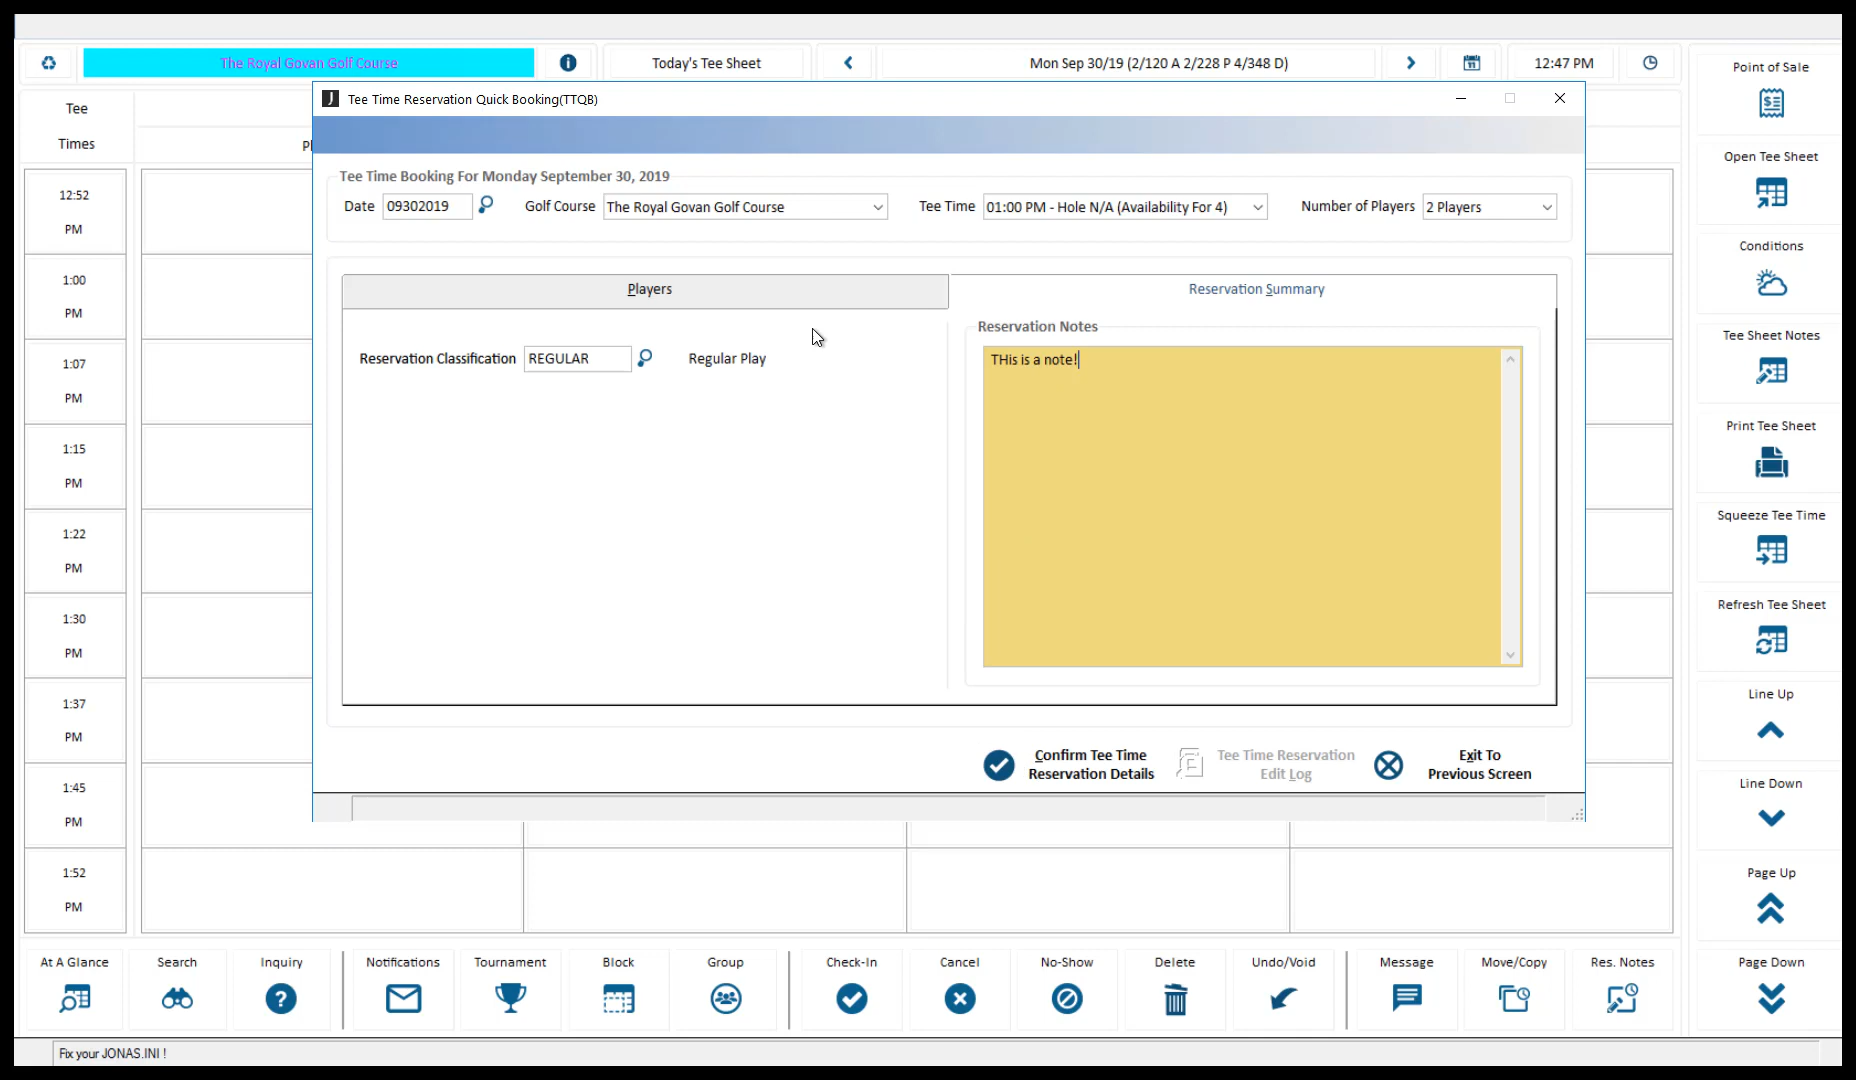 The Royal Govan Golf Course
Today's Tee Sheet
Mon Sep 30/19 (2/120 A 2/228 P 4/348 D)
12:47 PM
Point of Sale
Tee
Times
Tee Time Reservation Quick Booking(TTQB)
Tee Time Booking For Monday September 30, 2019
Date 09302019 Golf Course The Royal Govan Golf Course Tee Time 01:00 PM - Hole N/A (Availability For 4) Number of Players 2 Players
Players
Reservation Summary
Reservation Classification REGULAR Regular Play
Reservation Notes
THis is a note!
Confirm Tee Time
Reservation Details
Tee Time Reservation
Edit Log
Exit To
Previous Screen
12:52
PM
1:00
PM
1:07
PM
1:15
PM
1:22
PM
1:30
PM
1:37
PM
1:45
PM
1:52
PM
Open Tee Sheet
Conditions
Tee Sheet Notes
Print Tee Sheet
Squeeze Tee Time
Refresh Tee Sheet
Line Up
Line Down
Page Up
Page Down
At A Glance
Search
Inquiry
Notifications
Tournament
Block
Group
Check-In
Cancel
No-Show
Delete
Undo/Void
Message
Move/Copy
Res. Notes
Fix your JONAS.INI !